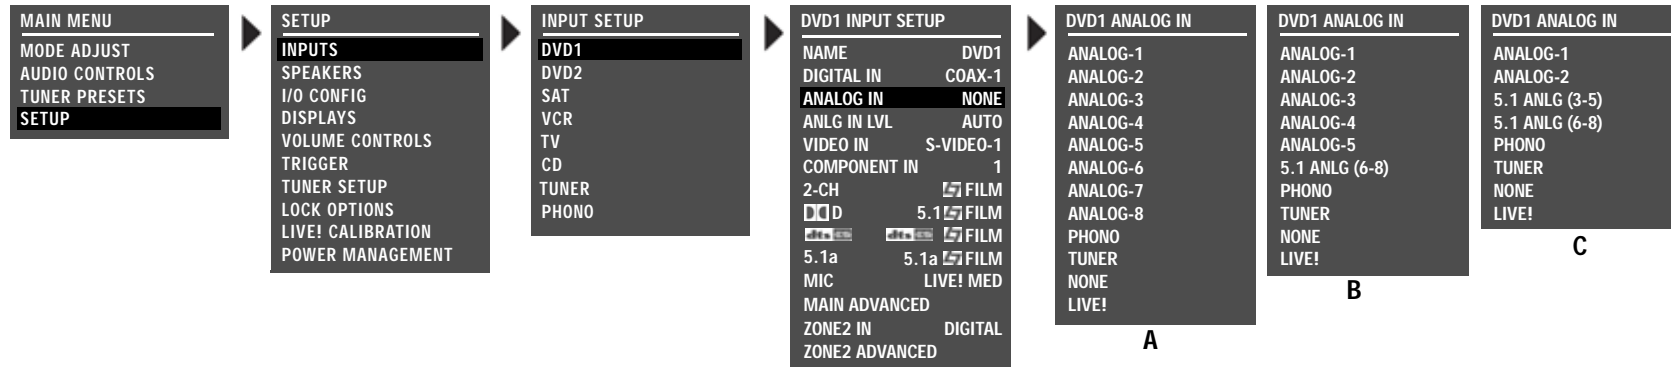 MAIN MENU
MODE ADJUST
AUDIO CONTROLS
TUNER PRESETS
SETUP
SETUP
INPUTS
SPEAKERS
I/O CONFIG
DISPLAYS
VOLUME CONTROLS
TRIGGER
TUNER SETUP
LOCK OPTIONS
LIVE! CALIBRATION
POWER MANAGEMENT
INPUT SETUP
DVD1
DVD2
SAT
VCR
TV
CD
TUNER
PHONO
DVD1 INPUT SETUP
NAME DVD1
DIGITAL IN COAX-1
ANALOG IN NONE
ANLG IN LVL AUTO
VIDEO IN S-VIDEO-1
COMPONENT IN 1
2-CH FILM
D 5.1 FILM
dts dts FILM
5.1a 5.1a FILM
MIC LIVE! MED
MAIN ADVANCED
ZONE2 IN DIGITAL
ZONE2 ADVANCED
DVD1 ANALOG IN
ANALOG-1
ANALOG-2
ANALOG-3
ANALOG-4
ANALOG-5
ANALOG-6
ANALOG-7
ANALOG-8
PHONO
TUNER
NONE
LIVE!
A
DVD1 ANALOG IN
ANALOG-1
ANALOG-2
ANALOG-3
ANALOG-4
ANALOG-5
5.1 ANLG (6-8)
PHONO
TUNER
NONE
LIVE!
B
DVD1 ANALOG IN
ANALOG-1
ANALOG-2
5.1 ANLG (3-5)
5.1 ANLG (6-8)
PHONO
TUNER
NONE
LIVE!
C